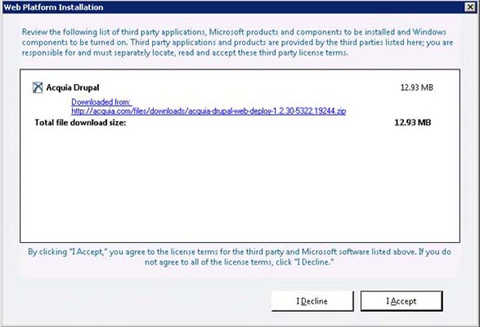 Web Platform Installation
Review the following list of third party applications, Microsoft products and components to be installed and Windows
components to be turned on. Third party applications and products are provided by the third parties listed here; you are
responsible for and must separately locate, read and accept these third party license terms.
Acquia Drupal 12.93 MB
Downloaded from:
http://acquia.com/files/downloads/acquia-drupal-web-deploy-1.2.30-5322.19244.zip
Total file download size: 12.93 MB
By clicking "I Accept," you agree to the license terms for the third party and Microsoft software listed above. If you do
not agree to all of the license terms, click "I Decline."
I Decline
I Accept